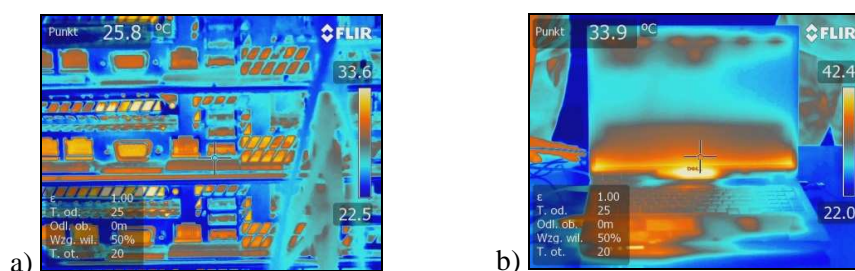 Punkt 25.8 °C FLIR
33.6
22.5
ε 1.00
T. od. 25
Odl. ob. 0m
Wzg. wil. 50%
T. ot. 20
a)
Punkt 33.9 °C FLIR
42.4
22.0
ε 1.00
T. od. 25
Odl. ob. 0m
Wzg. wil. 50%
T. ot. 20
b)